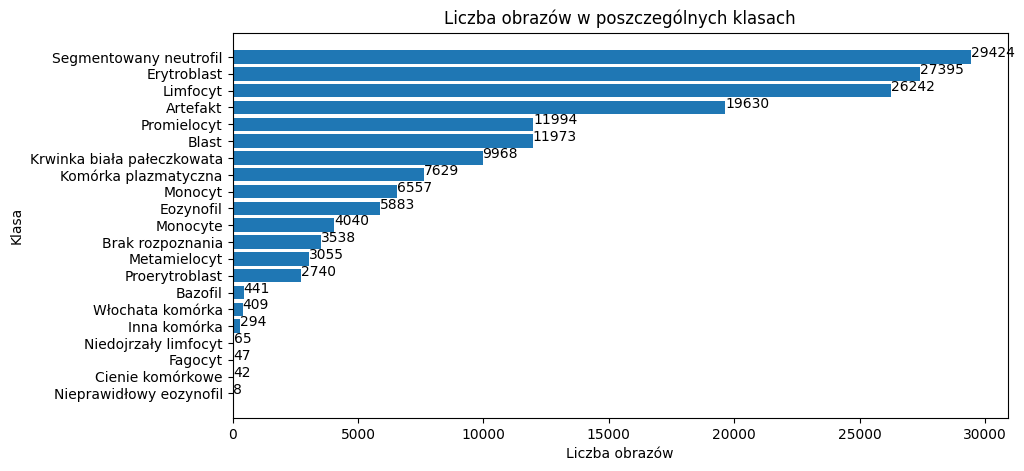 Liczba obrazów w poszczególnych klasach
Klasa
Segmentowany neutrofil 29424
Erytroblast 27395
Limfocyt 26242
Artefakt 19630
Promielocyt 11994
Blast 11973
Krwinka biała pałeczkowata 9968
Komórka plazmatyczna 7629
Monocyt 6557
Eozynofil 5883
Monocyte 4040
Brak rozpoznania 3538
Metamielocyt 3055
Proerytroblast 2740
Bazofil 441
Włochata komórka 409
Inna komórka 294
Niedojrzały limfocyt 65
Fagocyt 47
Cienie komórkowe 42
Nieprawidłowy eozynofil 8
0 5000 10000 15000 20000 25000 30000
Liczba obrazów